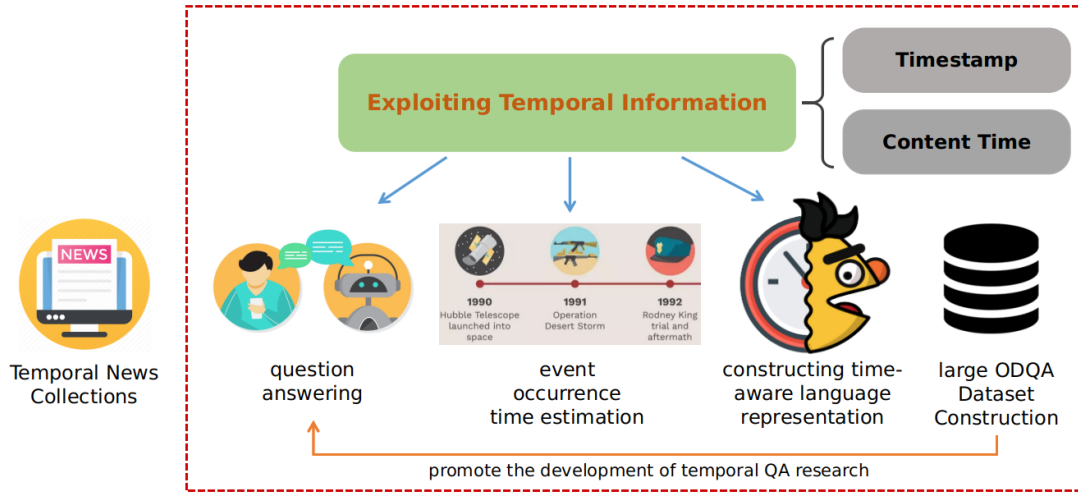 Exploiting Temporal Information
Timestamp
Content Time
NEWS
1990
Hubble Telescope
launched into
space
1991
Operation
Desert Storm
1992
Rodney King
trial and
aftermath
Temporal News
Collections
question
answering
event
occurrence
time estimation
constructing time-
aware language
representation
large ODQA
Dataset
Construction
promote the development of temporal QA research